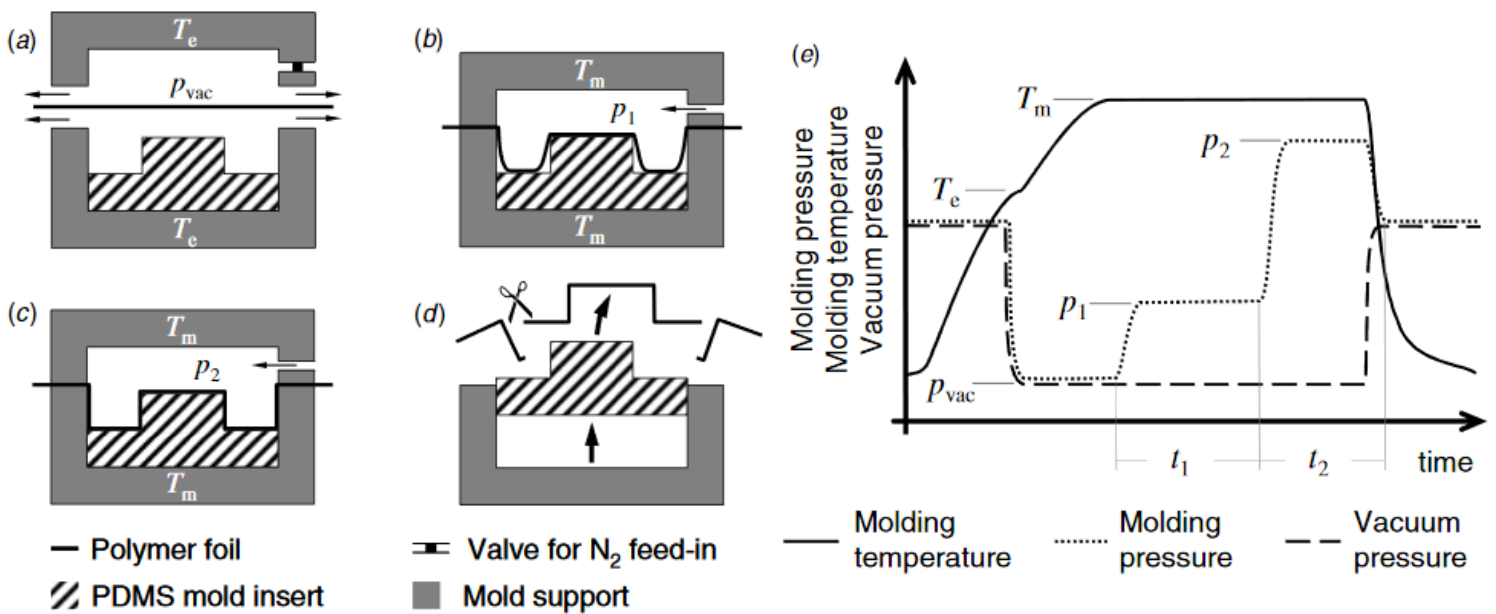 (a)
Te
pvac
Te
(b)
Tm
p1
Tm
(c)
Tm
p2
Tm
(d)
Polymer foil
Valve for N2 feed-in
PDMS mold insert
Mold support
(e)
Molding pressure
Molding temperature
Vacuum pressure
Tm
p2
Te
p1
pvac
t1
t2
time
Molding temperature
Molding pressure
Vacuum pressure